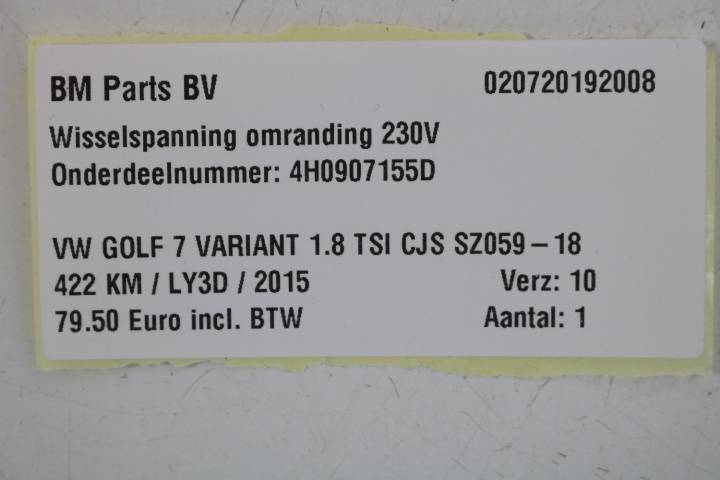 BM Parts BV 020720192008
Wisselspanning omranding 230V
Onderdeelnummer: 4H0907155D
VW GOLF 7 VARIANT 1.8 TSI CJS SZ059-18
422 KM / LY3D / 2015 Verz: 10
79.50 Euro incl. BTW Aantal: 1